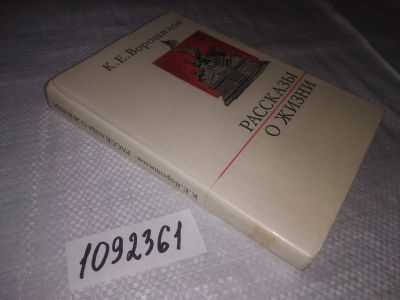 К.Е.Ворошилов
РАССКАЗЫ
О ЖИЗНИ
К.Е.Ворошилов РАССКАЗЫ О ЖИЗНИ
1092361